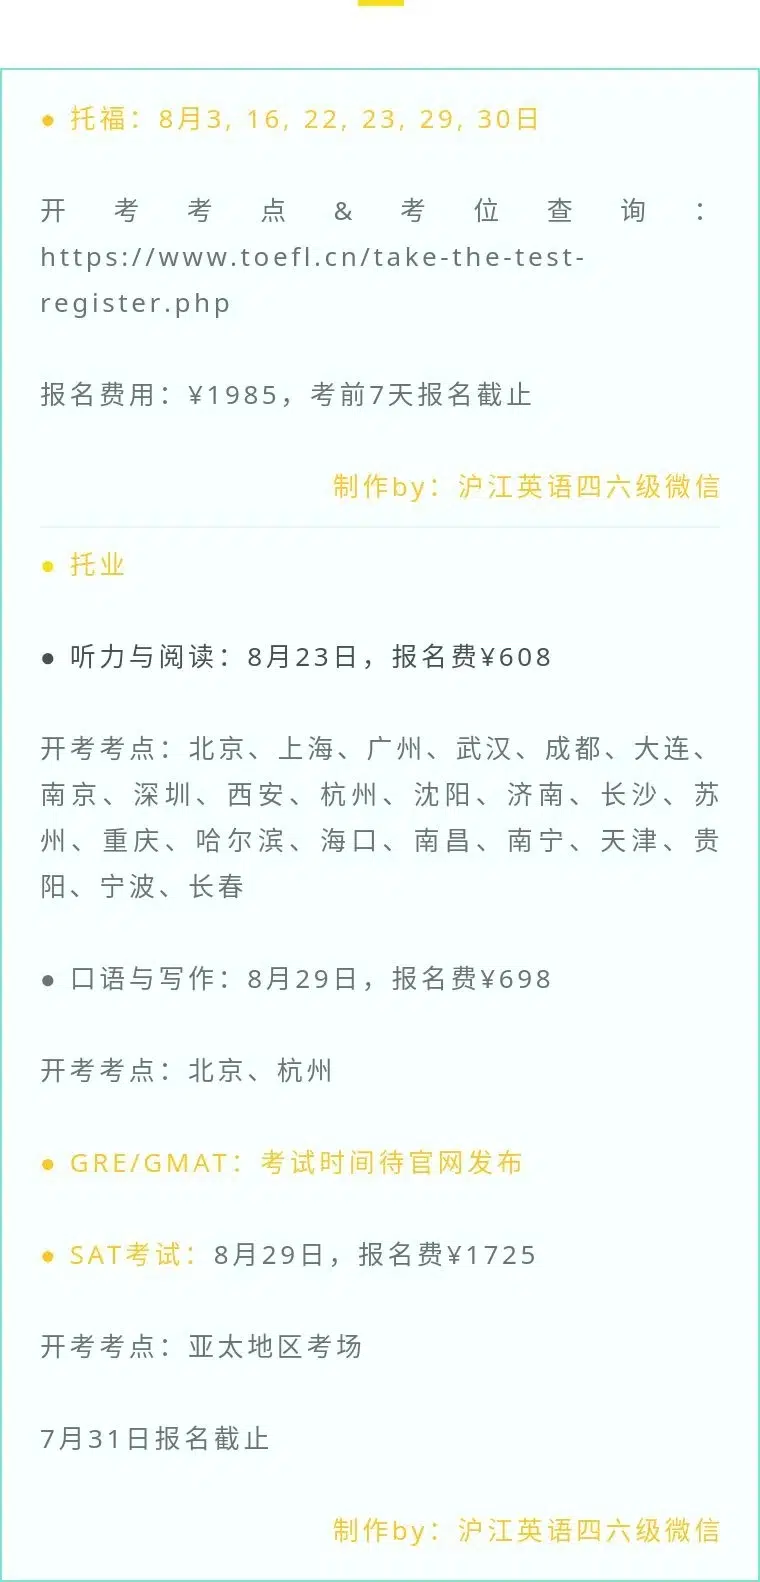 ● 托福：8月3, 16, 22, 23, 29, 30日
开考考点&考位查询：
https://www.toefl.cn/take-the-test-
register.php
报名费用：¥1985，考前7天报名截止
制作by：沪江英语四六级微信
● 托业
● 听力与阅读：8月23日，报名费¥608
开考考点：北京、上海、广州、武汉、成都、大连、
南京、深圳、西安、杭州、沈阳、济南、长沙、苏
州、重庆、哈尔滨、海口、南昌、南宁、天津、贵
阳、宁波、长春
● 口语与写作：8月29日，报名费¥698
开考考点：北京、杭州
● GRE/GMAT：考试时间待官网发布
● SAT考试：8月29日，报名费¥1725
开考考点：亚太地区考场
7月31日报名截止
制作by：沪江英语四六级微信